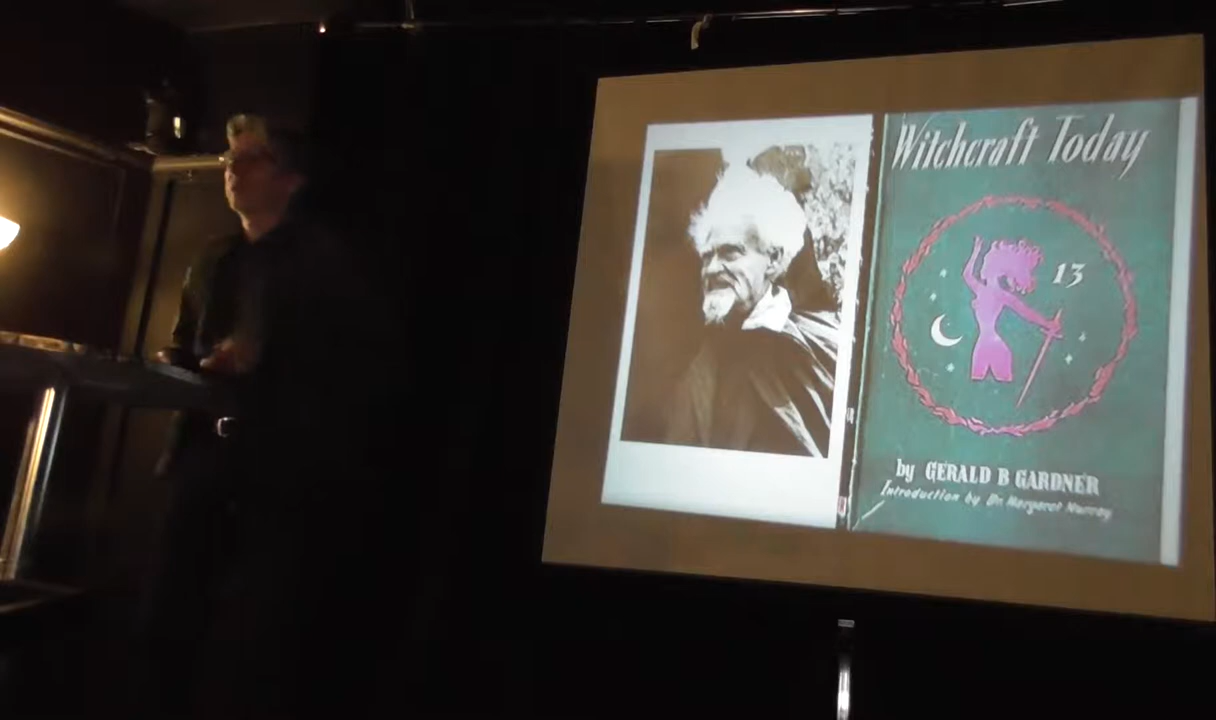 Witchcraft Today
13
by GERALD B GARDNER
Introduction by Dr. Margaret Murray